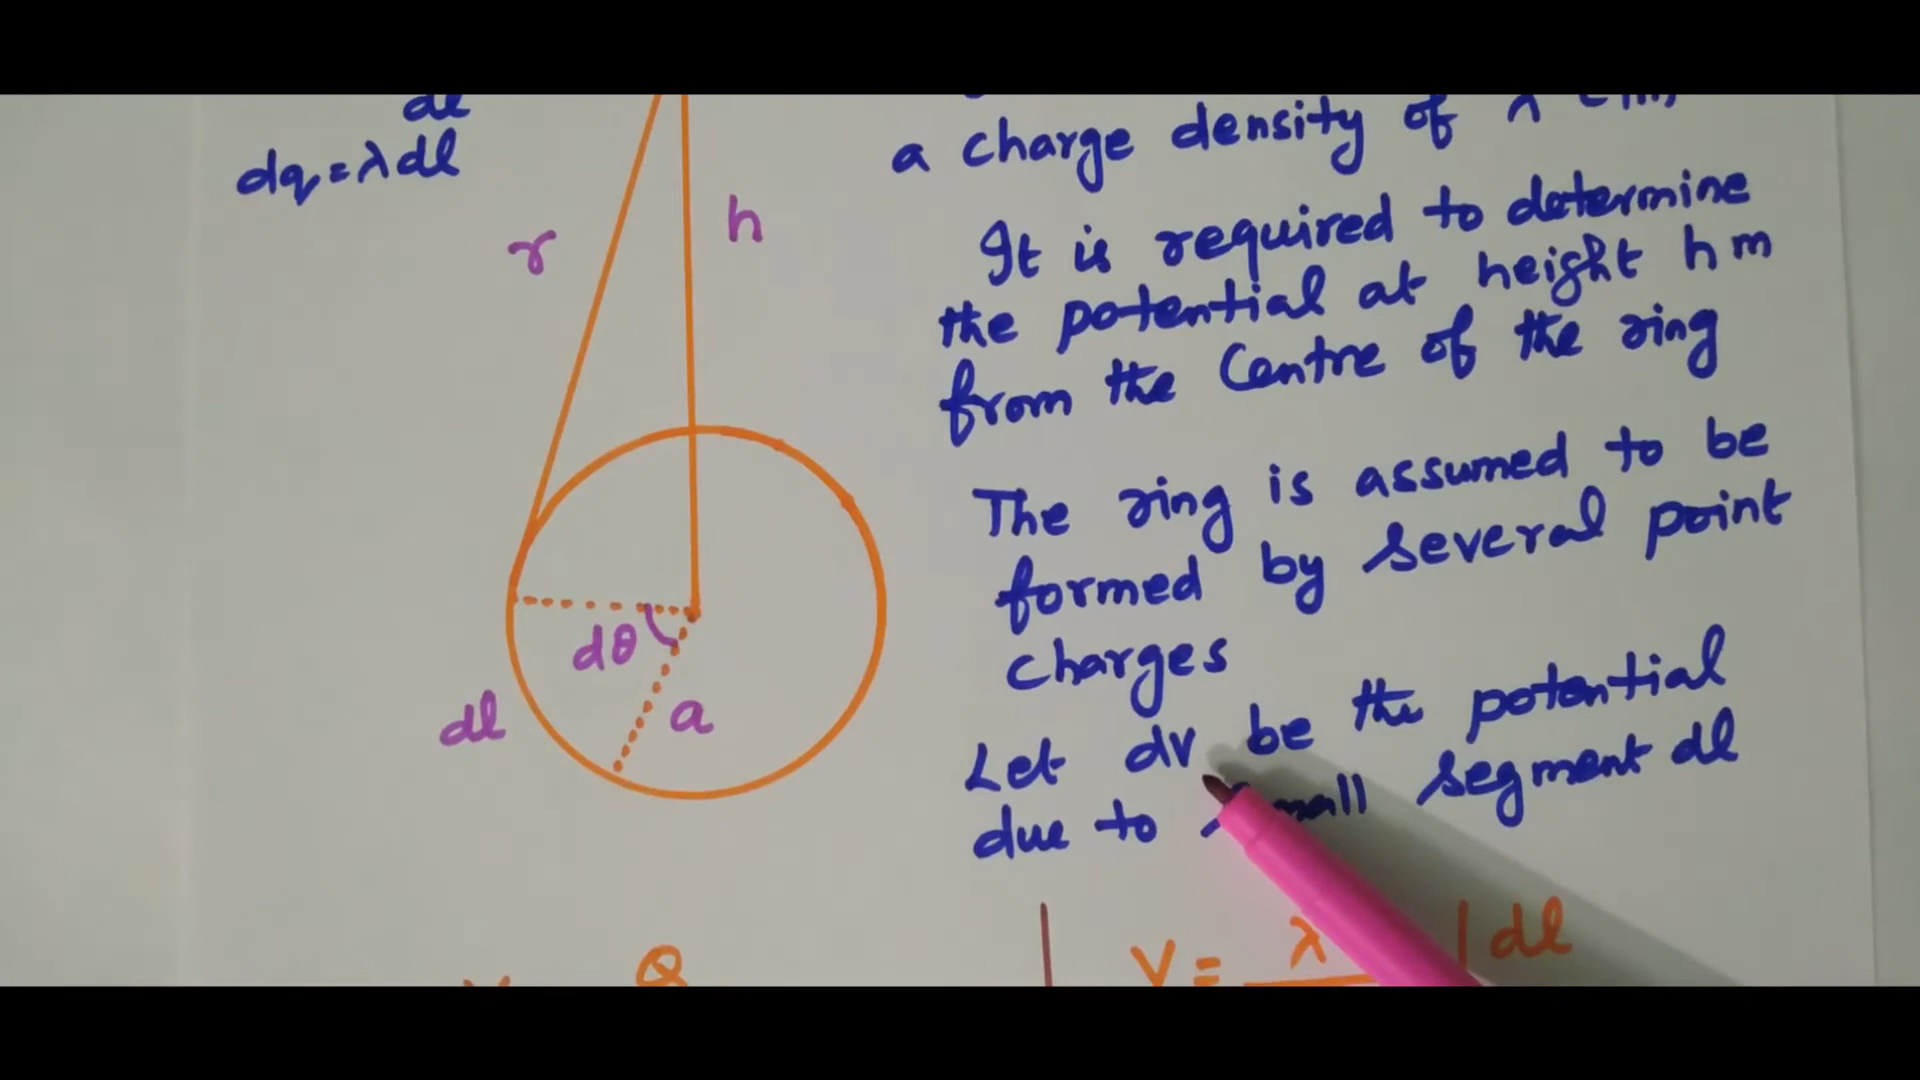 dl
dq = λdl
r
h
dθ
dl
a
a charge density of λ
It is required to determine
the potential at height h m
from the Centre of the ring
The ring is assumed to be
formed by several point
charges
Let dv be the potential
due to small segment dl
Q
V = λ
dl